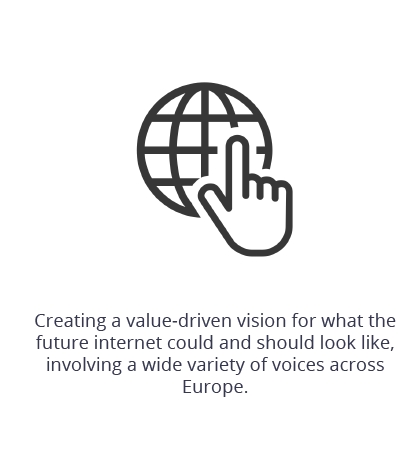 Creating a value-driven vision for what the
future internet could and should look like,
involving a wide variety of voices across
Europe.